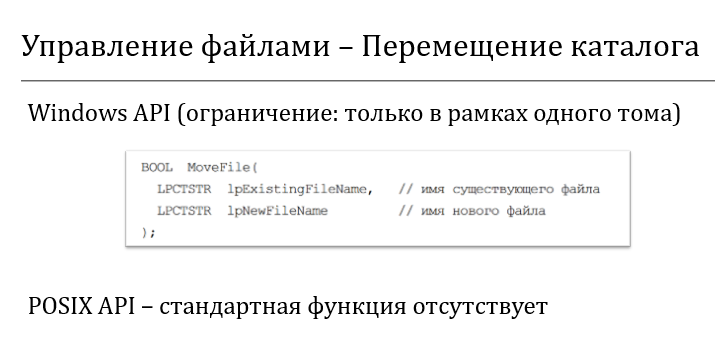 Управление файлами – Перемещение каталога
Windows API (ограничение: только в рамках одного тома)
BOOL MoveFile(
LPCTSTR lpExistingFileName, // имя существующего файла
LPCTSTR lpNewFileName // имя нового файла
);
POSIX API – стандартная функция отсутствует